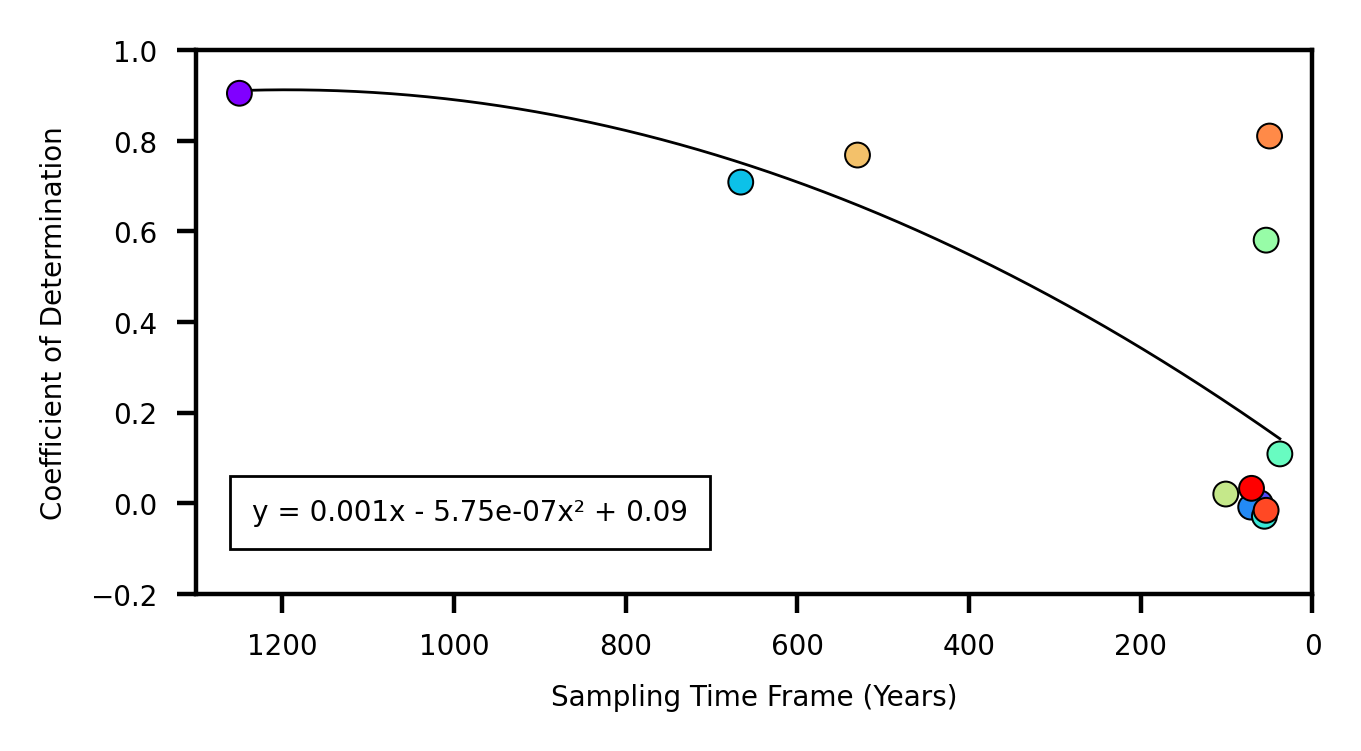 1.0
0.8
0.6
0.4
0.2
0.0
−0.2
Coefficient of Determination
y = 0.001x - 5.75e-07x² + 0.09
1200 1000 800 600 400 200 0
Sampling Time Frame (Years)